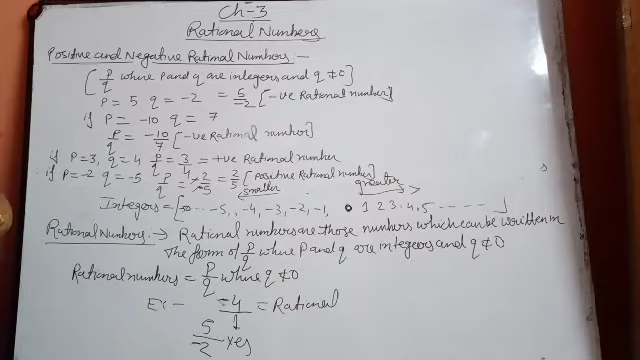 Ch-3
Rational Numbers
Positive and Negative Rational Numbers :-
[ p/q where p and q are integers and q ≠ 0 ]
P = 5 q = -2 = 5/-2 [-ve Rational number]
if P = -10 q = 7
P/q = -10/7 [-ve Rational number]
if P=3, q=4 P/q = 3/4 = +ve Rational number
if P=-2 q=-5 P/q = -2/-5 = 2/5 [Positive Rational number]
smaller greater
Integers = [ ... -5, -4, -3, -2, -1, 0 1 2 3 4, 5 ------ ]
Rational Numbers :-> Rational numbers are those numbers which can be written in
The form of P/q where P and q are integers and q ≠ 0
Rational numbers = P/q where q ≠ 0
Ex - -4/1 = Rational
5/-2 yes